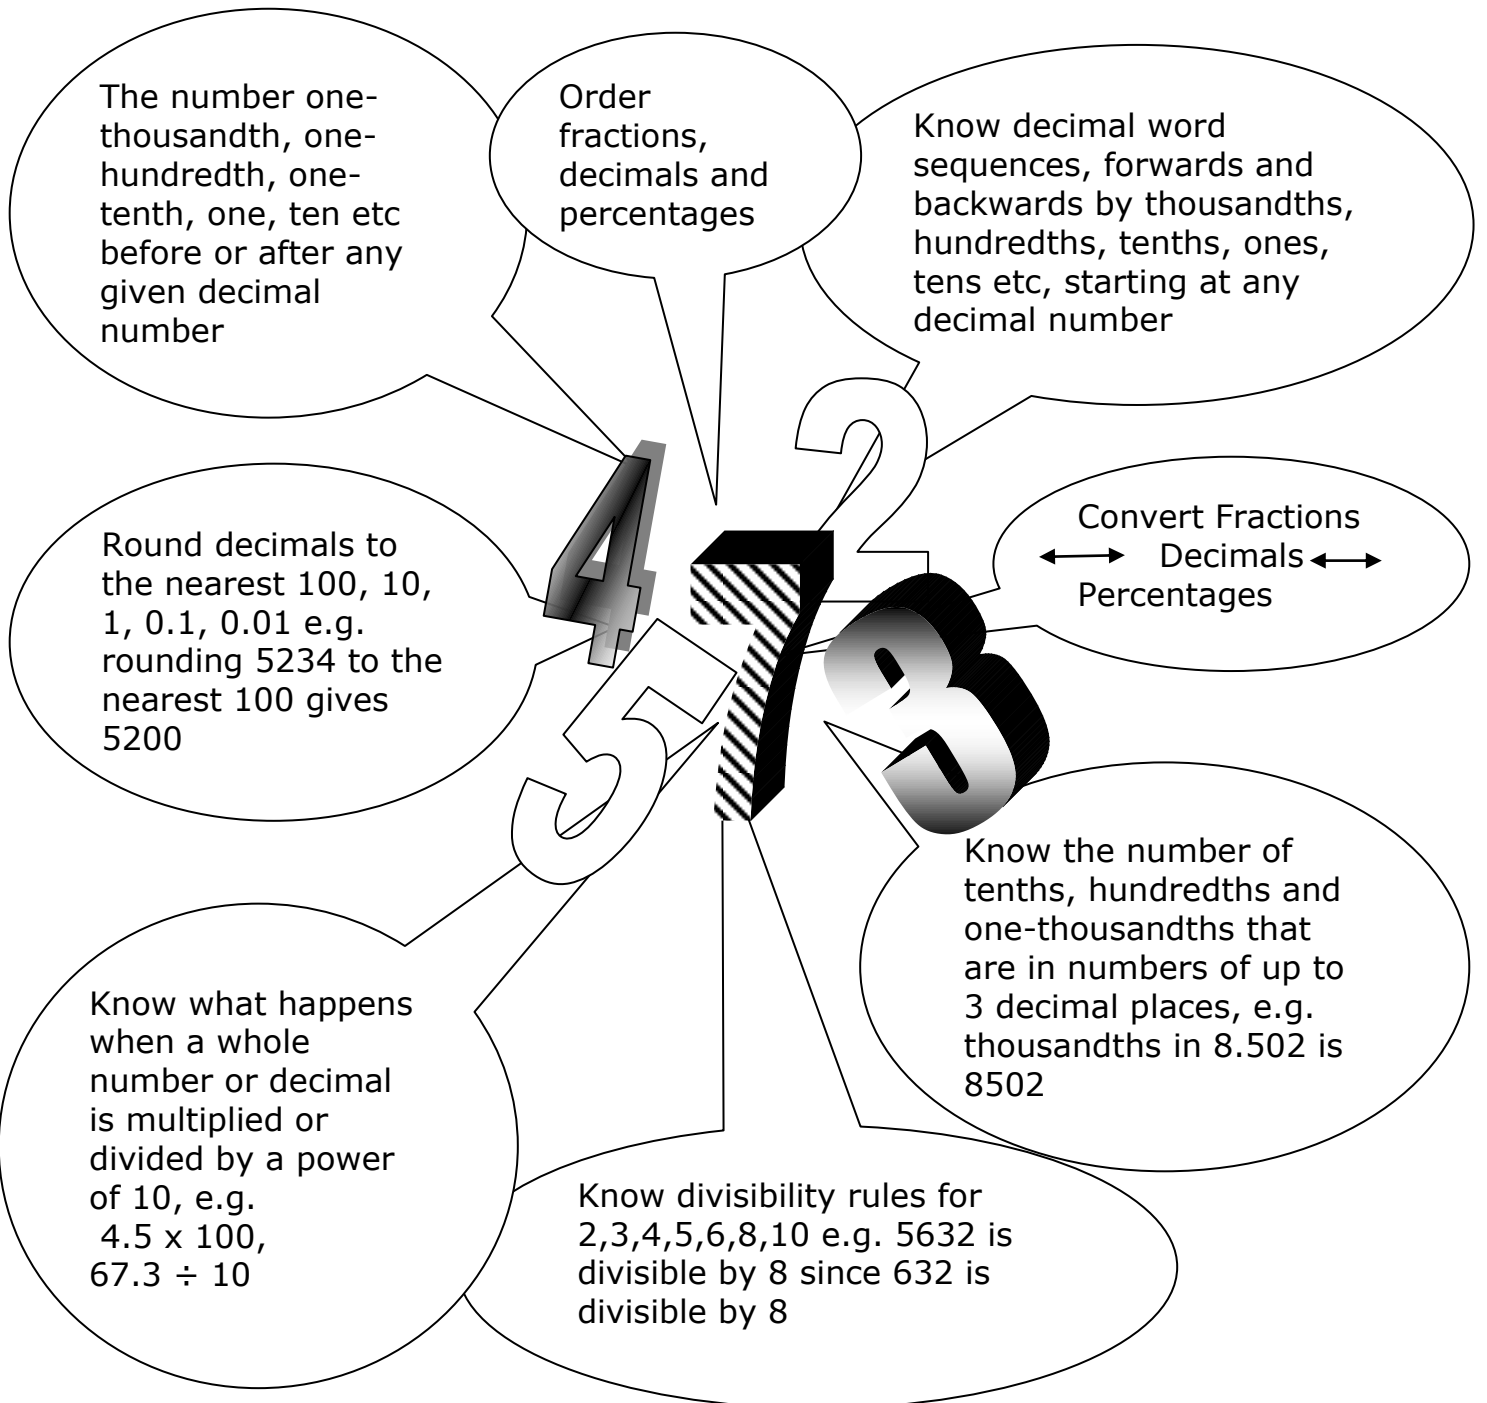 The number one-
thousandth, one-
hundredth, one-
tenth, one, ten etc
before or after any
given decimal
number
Order
fractions,
decimals and
percentages
Know decimal word
sequences, forwards and
backwards by thousandths,
hundredths, tenths, ones,
tens etc, starting at any
decimal number
4
2
7
5
3
Round decimals to
the nearest 100, 10,
1, 0.1, 0.01 e.g.
rounding 5234 to the
nearest 100 gives
5200
Convert Fractions
Decimals
Percentages
Know the number of
tenths, hundredths and
one-thousandths that
are in numbers of up to
3 decimal places, e.g.
thousandths in 8.502 is
8502
Know what happens
when a whole
number or decimal
is multiplied or
divided by a power
of 10, e.g.
4.5 x 100,
67.3 ÷ 10
Know divisibility rules for
2,3,4,5,6,8,10 e.g. 5632 is
divisible by 8 since 632 is
divisible by 8